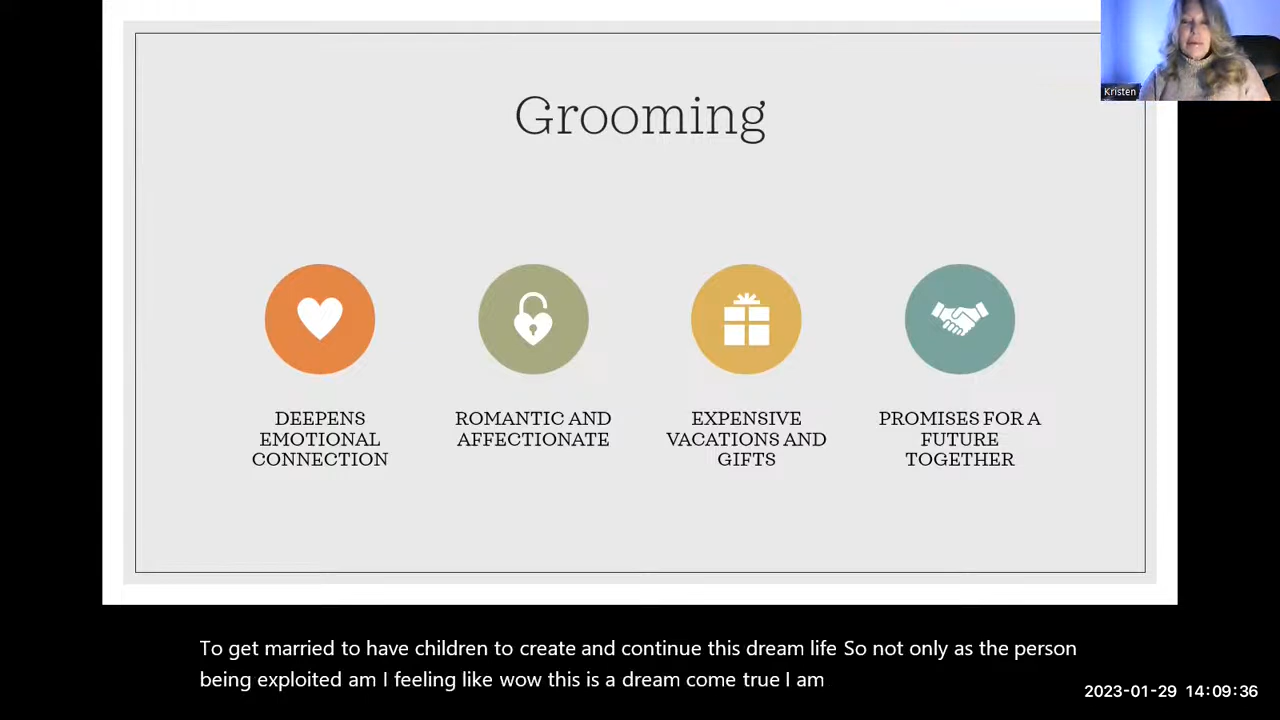 Kristen
Grooming
DEEPENS
EMOTIONAL
CONNECTION
ROMANTIC AND
AFFECTIONATE
EXPENSIVE
VACATIONS AND
GIFTS
PROMISES FOR A
FUTURE
TOGETHER
To get married to have children to create and continue this dream life So not only as the person
being exploited am I feeling like wow this is a dream come true I am
2023-01-29 14:09:36